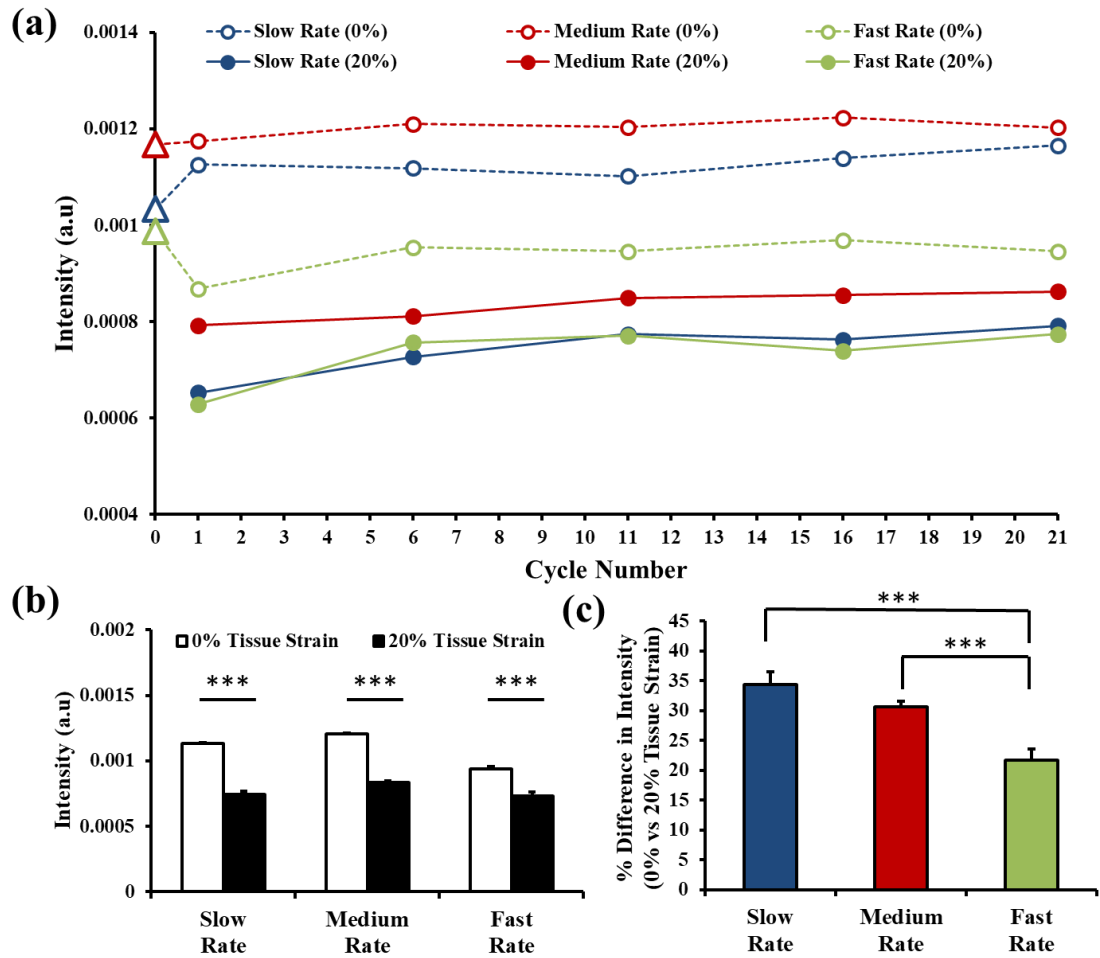 (a)
Slow Rate (0%) Medium Rate (0%) Fast Rate (0%)
Slow Rate (20%) Medium Rate (20%) Fast Rate (20%)
0.0014
0.0012
0.001
0.0008
0.0006
0.0004
Intensity (a.u)
0 1 2 3 4 5 6 7 2 3 4 9 10 11 12 13 14 15 16 17 18 19 20 21
Cycle Number
(b)
0.002
0.0015
0.001
0.0005
0
Intensity (a.u)
0% Tissue Strain 20% Tissue Strain
*** *** ***
Slow Medium Fast
Rate Rate Rate
(c)
% Difference in Intensity
(0% vs 20% Tissue Strain)
45
40
35
30
25
20
15
10
5
0
***
***
Slow Medium Fast
Rate Rate Rate